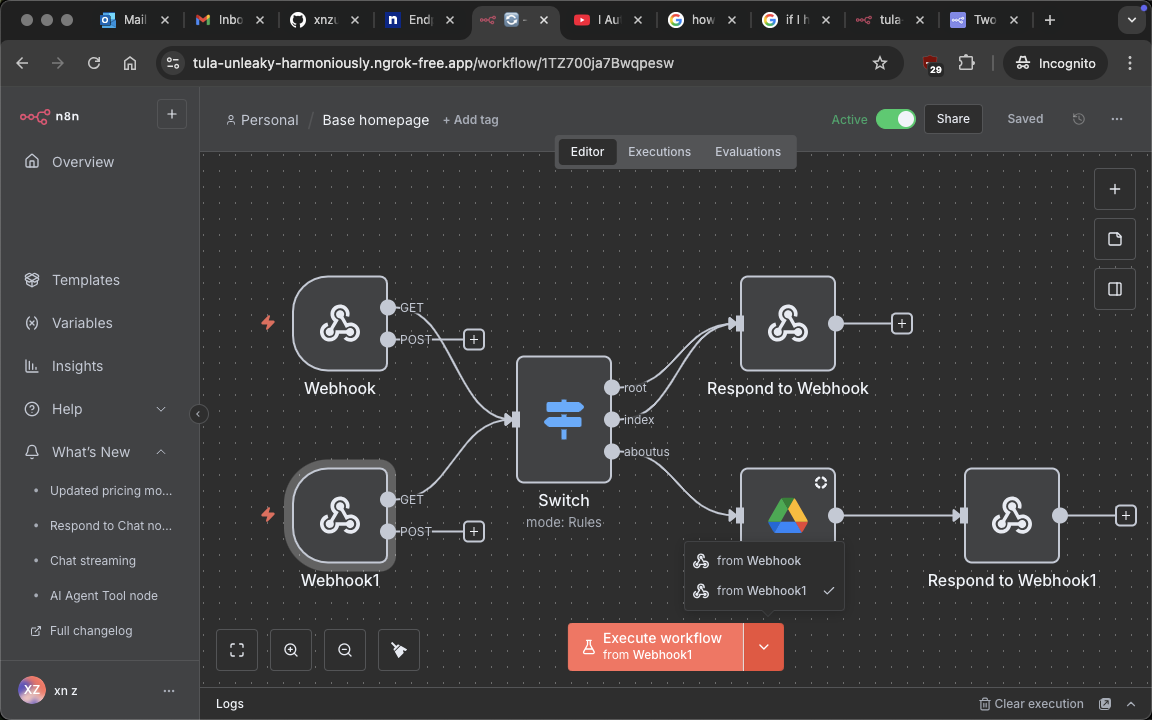 Mail
Inbo
xnzu
Endp
-
I Au
how
if I h
tula-
Two
tula-unleaky-harmoniously.ngrok-free.app/workflow/1TZ700ja7Bwqpesw
29
Incognito
n8n
Personal / Base homepage + Add tag
Active
Share
Saved
Editor
Executions
Evaluations
Overview
Templates
Variables
Insights
Help
What's New
Updated pricing mo...
Respond to Chat no...
Chat streaming
AI Agent Tool node
Full changelog
XZ
xn z
GET
POST
Webhook
GET
POST
Webhook1
root
index
aboutus
Switch
mode: Rules
Respond to Webhook
Respond to Webhook1
from Webhook
from Webhook1
Execute workflow
from Webhook1
Logs
Clear execution